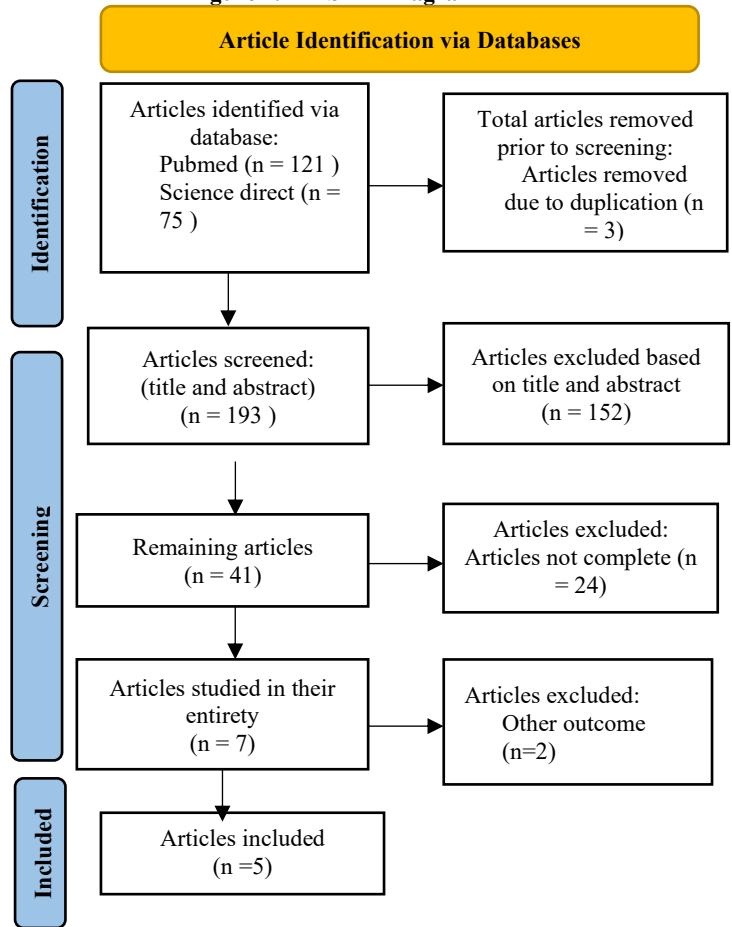 Article Identification via Databases
Identification
Articles identified via
database:
Pubmed (n = 121 )
Science direct (n =
75 )
Total articles removed
prior to screening:
Articles removed
due to duplication (n
= 3)
Screening
Articles screened:
(title and abstract)
(n = 193 )
Articles excluded based
on title and abstract
(n = 152)
Remaining articles
(n = 41)
Articles excluded:
Articles not complete (n
= 24)
Articles studied in their
entirety
(n = 7)
Articles excluded:
Other outcome
(n=2)
Included
Articles included
(n =5)